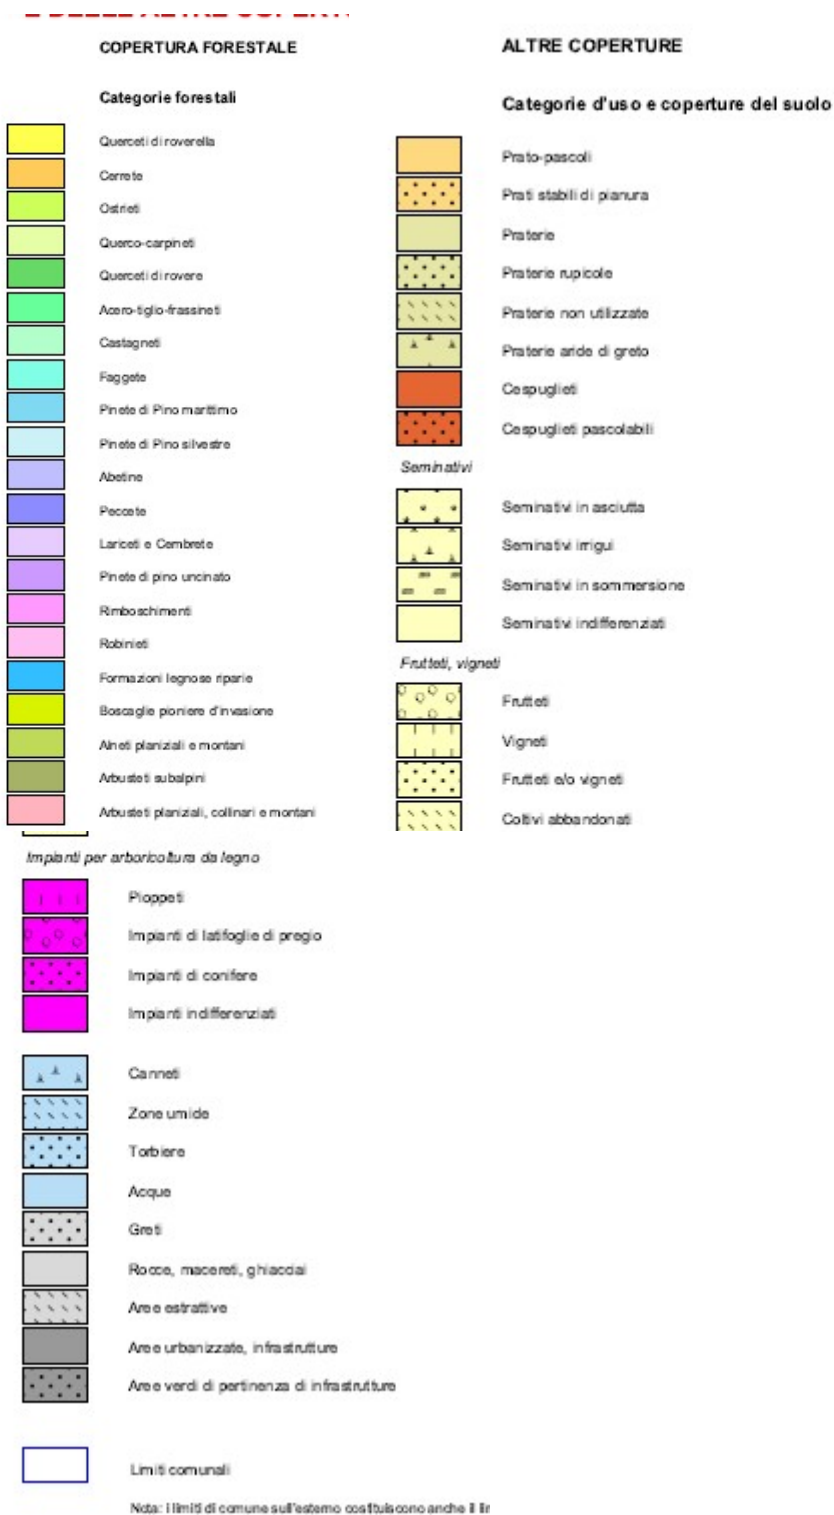 COPERTURA FORESTALE
Categorie forestali
Querceti di roverella
Cerrete
Ostrieti
Querco-carpineti
Querceti di rovere
Acero-tiglio-frassineti
Castagneti
Faggete
Pinete di Pino marittimo
Pinete di Pino silvestre
Abetine
Peccete
Lariceti e Cembrete
Pinete di pino uncinato
Rimboschimenti
Robinieti
Formazioni legnose riparie
Boscaglie pioniere d'invasione
Alneti planiziali e montani
Arbusteti subalpini
Arbusteti planiziali, collinari e montani
ALTRE COPERTURE
Categorie d'uso e coperture del suolo
Prato-pascoli
Prati stabili di pianura
Praterie
Praterie rupicole
Praterie non utilizzate
Praterie aride di greto
Cespuglieti
Cespuglieti pascolabili
Seminativi
Seminativi in asciutta
Seminativi irrigui
Seminativi in sommersione
Seminativi indifferenziati
Frutteti, vigneti
Frutteti
Vigneti
Frutteti e/o vigneti
Coltivi abbandonati
Impianti per arboricoltura da legno
Pioppeti
Impianti di latifoglie di pregio
Impianti di conifere
Impianti indifferenziati
Canneti
Zone umide
Torbiere
Acque
Greti
Rocce, macereti, ghiacciai
Aree estrattive
Aree urbanizzate, infrastrutture
Aree verdi di pertinenza di infrastrutture
Limiti comunali
Nota: i limiti di comune sull'esterno costituiscono anche il